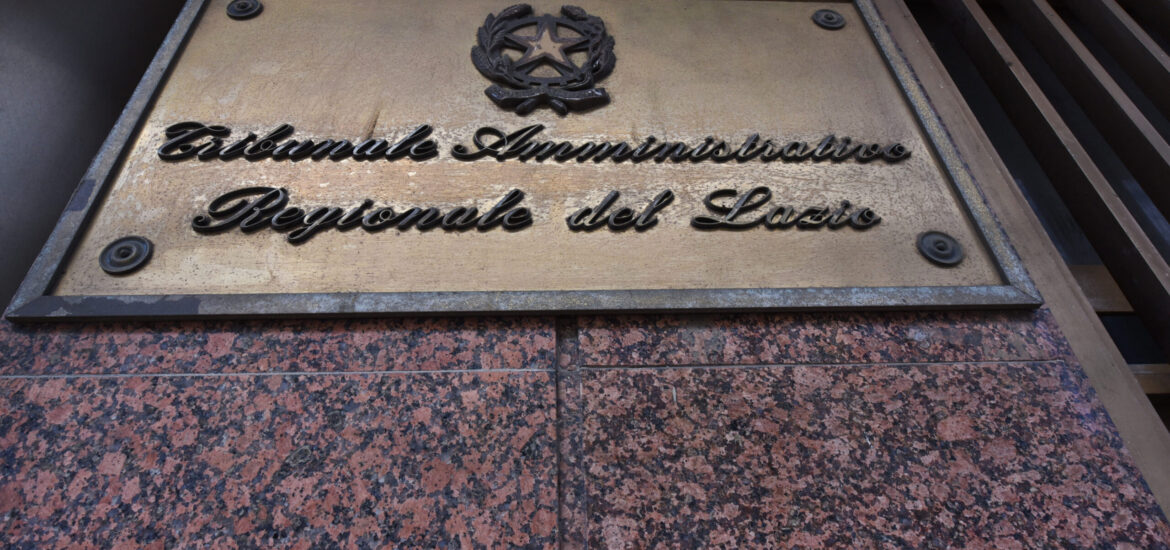 Tribunale Amministrativo
Regionale del Lazio